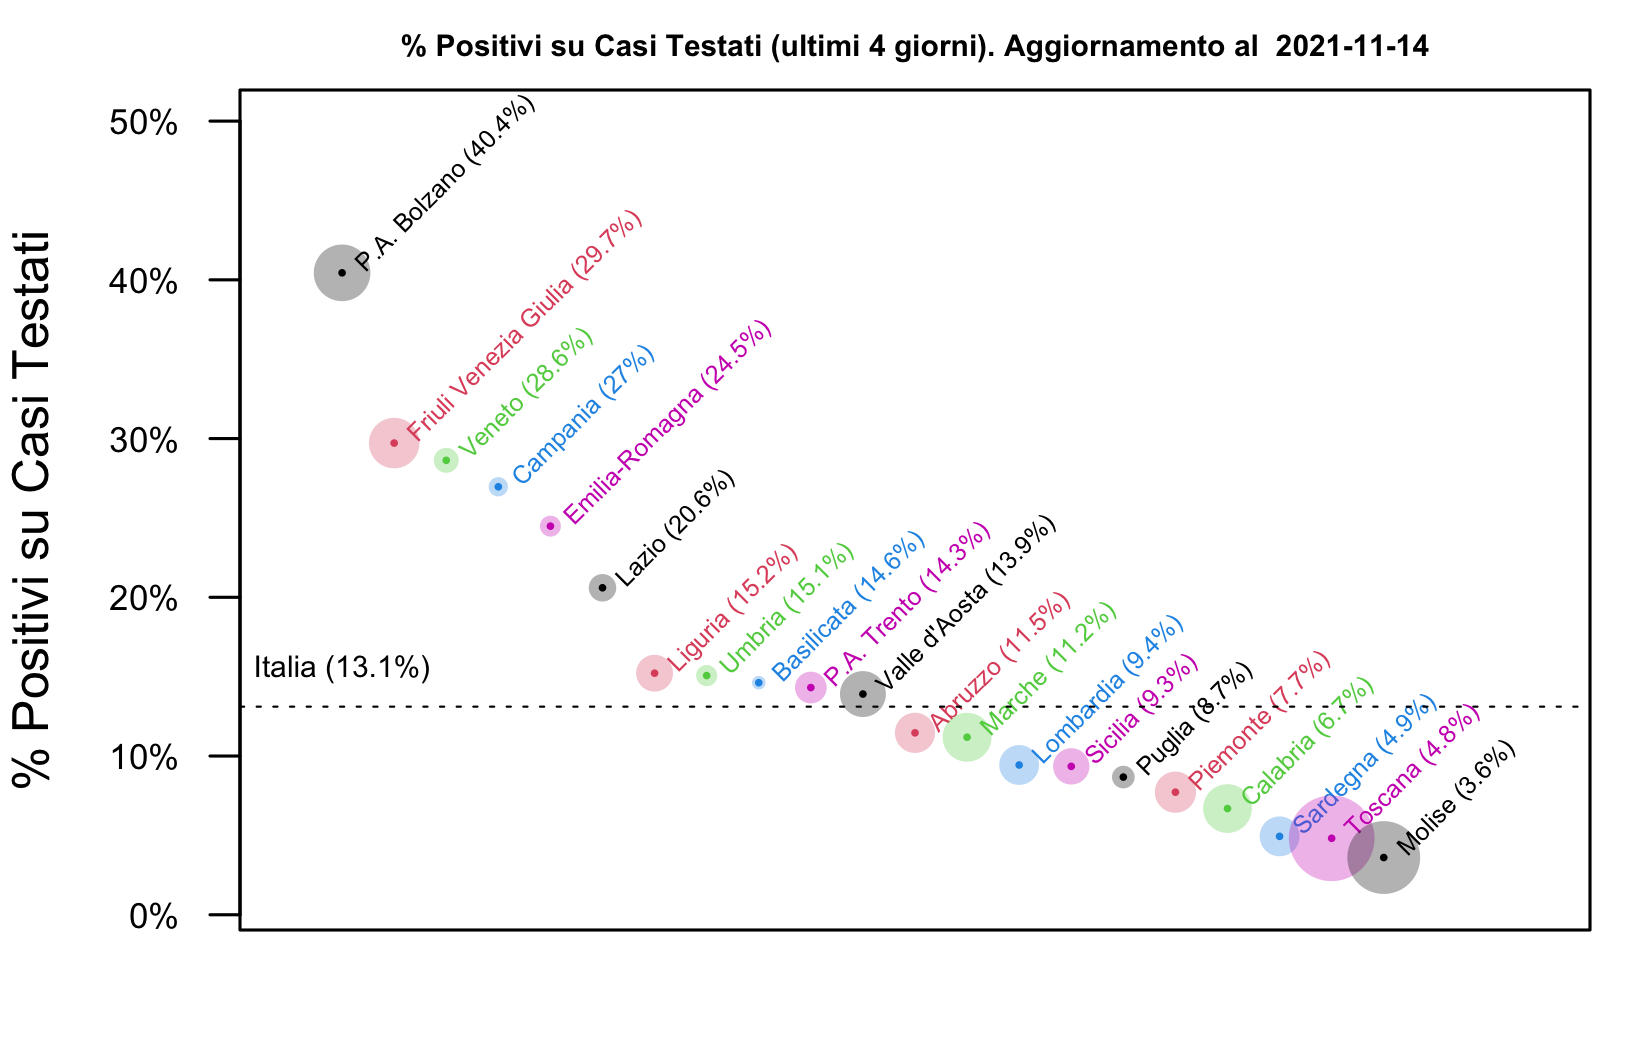 % Positivi su Casi Testati (ultimi 4 giorni). Aggiornamento al  2021-11-14
% Positivi su Casi Testati
50%
40%
30%
20%
10%
0%
P.A. Bolzano (40.4%)
Friuli Venezia Giulia (29.7%)
Veneto (28.6%)
Campania (27%)
Emilia-Romagna (24.5%)
Lazio (20.6%)
Liguria (15.2%)
Umbria (15.1%)
Basilicata (14.6%)
P.A. Trento (14.3%)
Valle d'Aosta (13.9%)
Italia (13.1%)
Abruzzo (11.5%)
Marche (11.2%)
Lombardia (9.4%)
Sicilia (9.3%)
Puglia (8.7%)
Piemonte (7.7%)
Calabria (6.7%)
Sardegna (4.9%)
Toscana (4.8%)
Molise (3.6%)